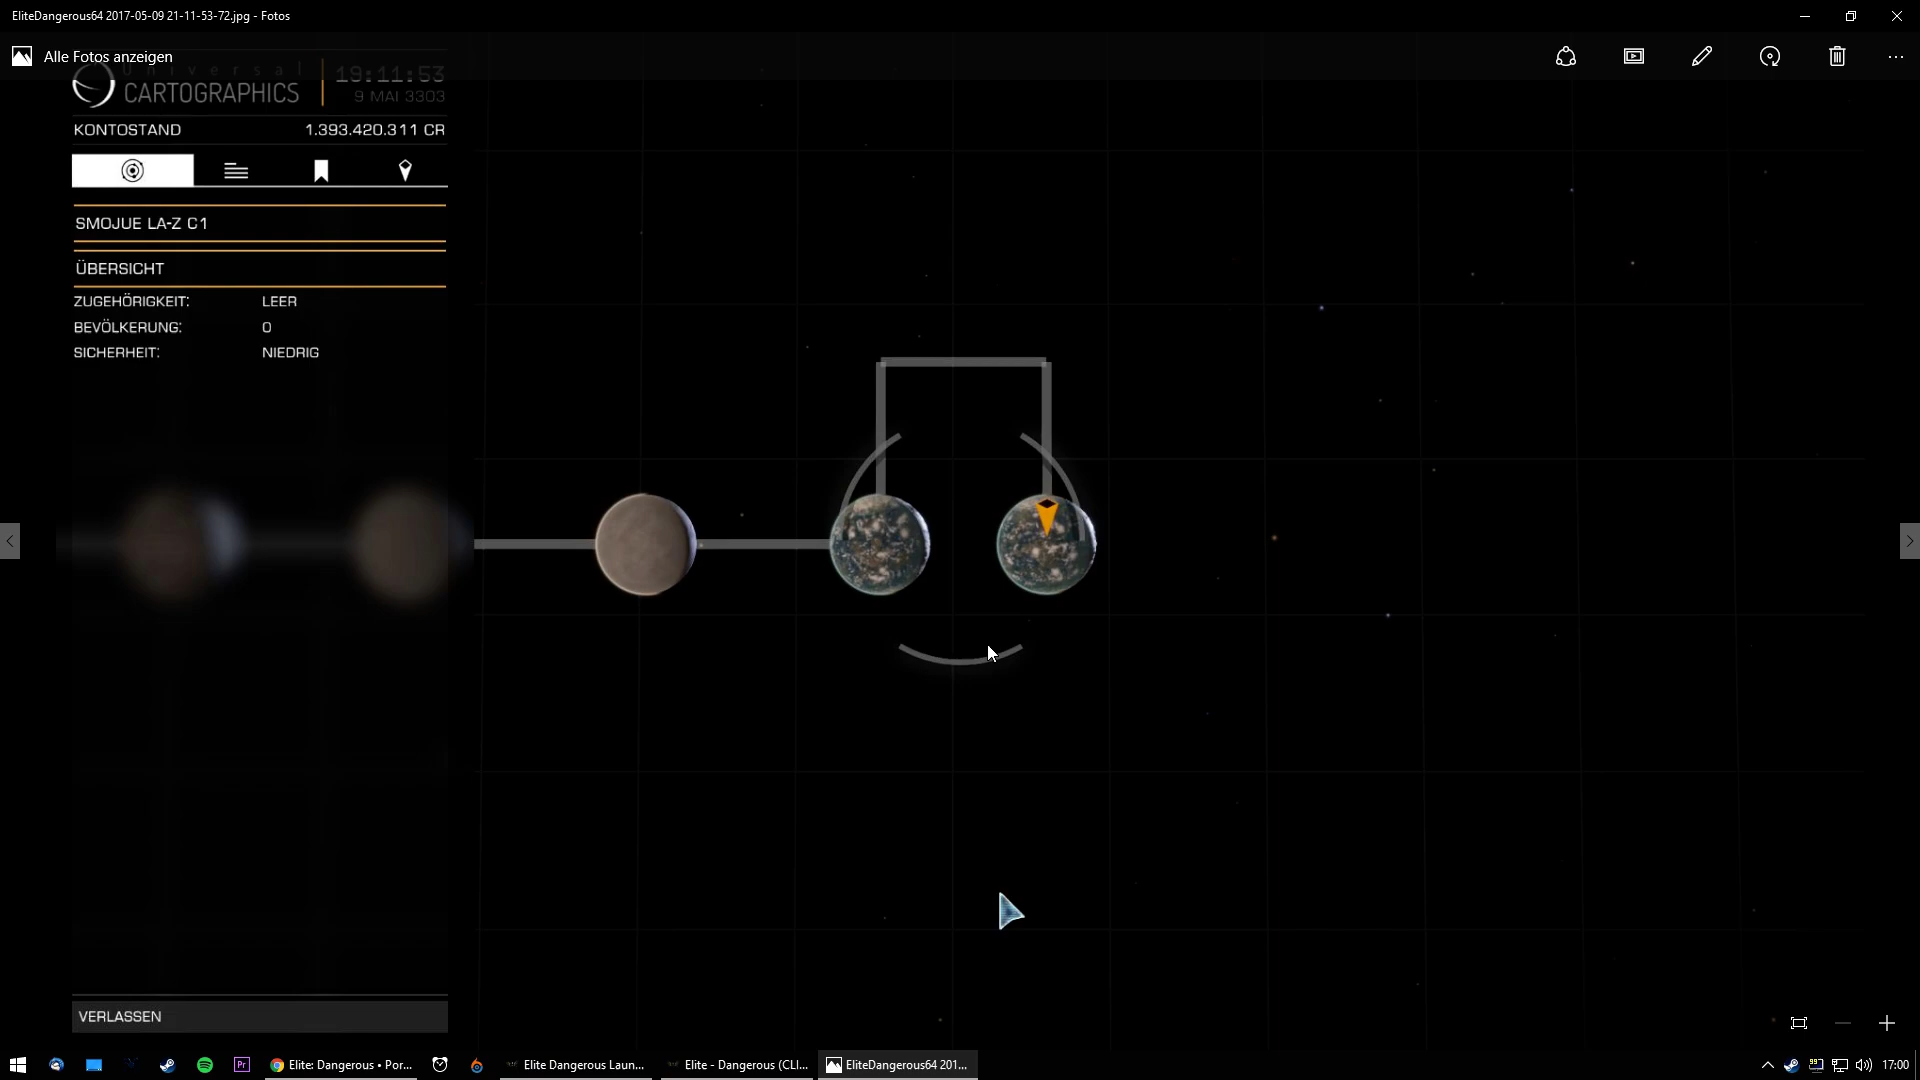 EliteDangerous64 2017-05-09 21-11-53-72.jpg - Fotos
Alle Fotos anzeigen
Universal
CARTOGRAPHICS
19:11:53
9 MAI 3303
KONTOSTAND 1.393.420.311 CR
SMOJUE LA-Z C1
ÜBERSICHT
ZUGEHÖRIGKEIT: LEER
BEVÖLKERUNG: 0
SICHERHEIT: NIEDRIG
VERLASSEN
Pr
Elite: Dangerous • Por...
Elite Dangerous Laun...
Elite - Dangerous (CLI...
EliteDangerous64 201...
17:00